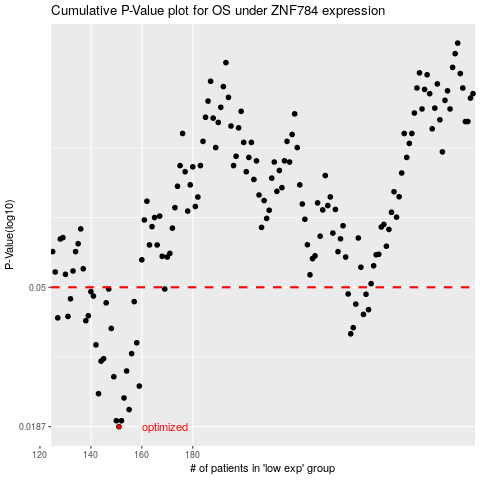 Cumulative P-Value plot for OS under ZNF784 expression
P-Value(log10)
0.05
0.0187
optimized
120 140 160 180
# of patients in 'low exp' group